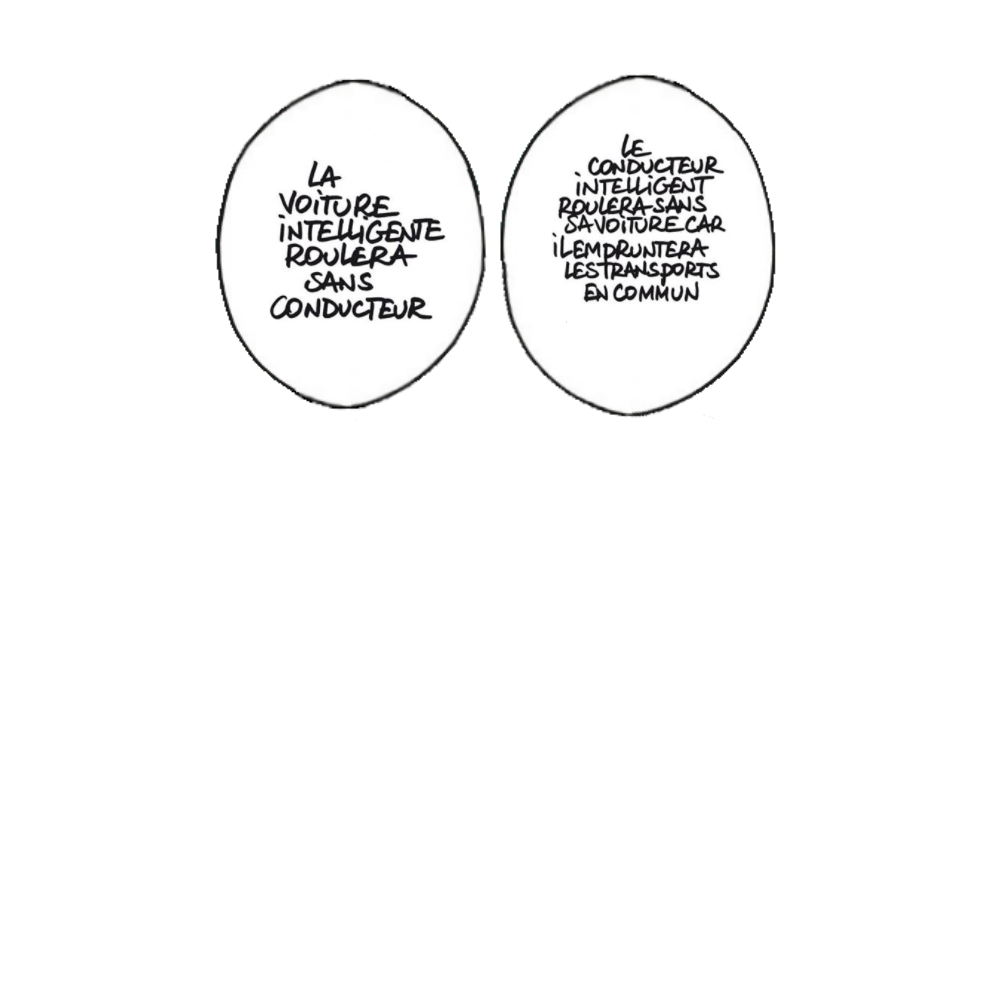 LA
VOITURE
INTELLIGENTE
ROULERA
SANS
CONDUCTEUR
LE
CONDUCTEUR
INTELLIGENT
ROULERA SANS
SA VOITURE CAR
IL EMPRUNTERA
LES TRANSPORTS
EN COMMUN